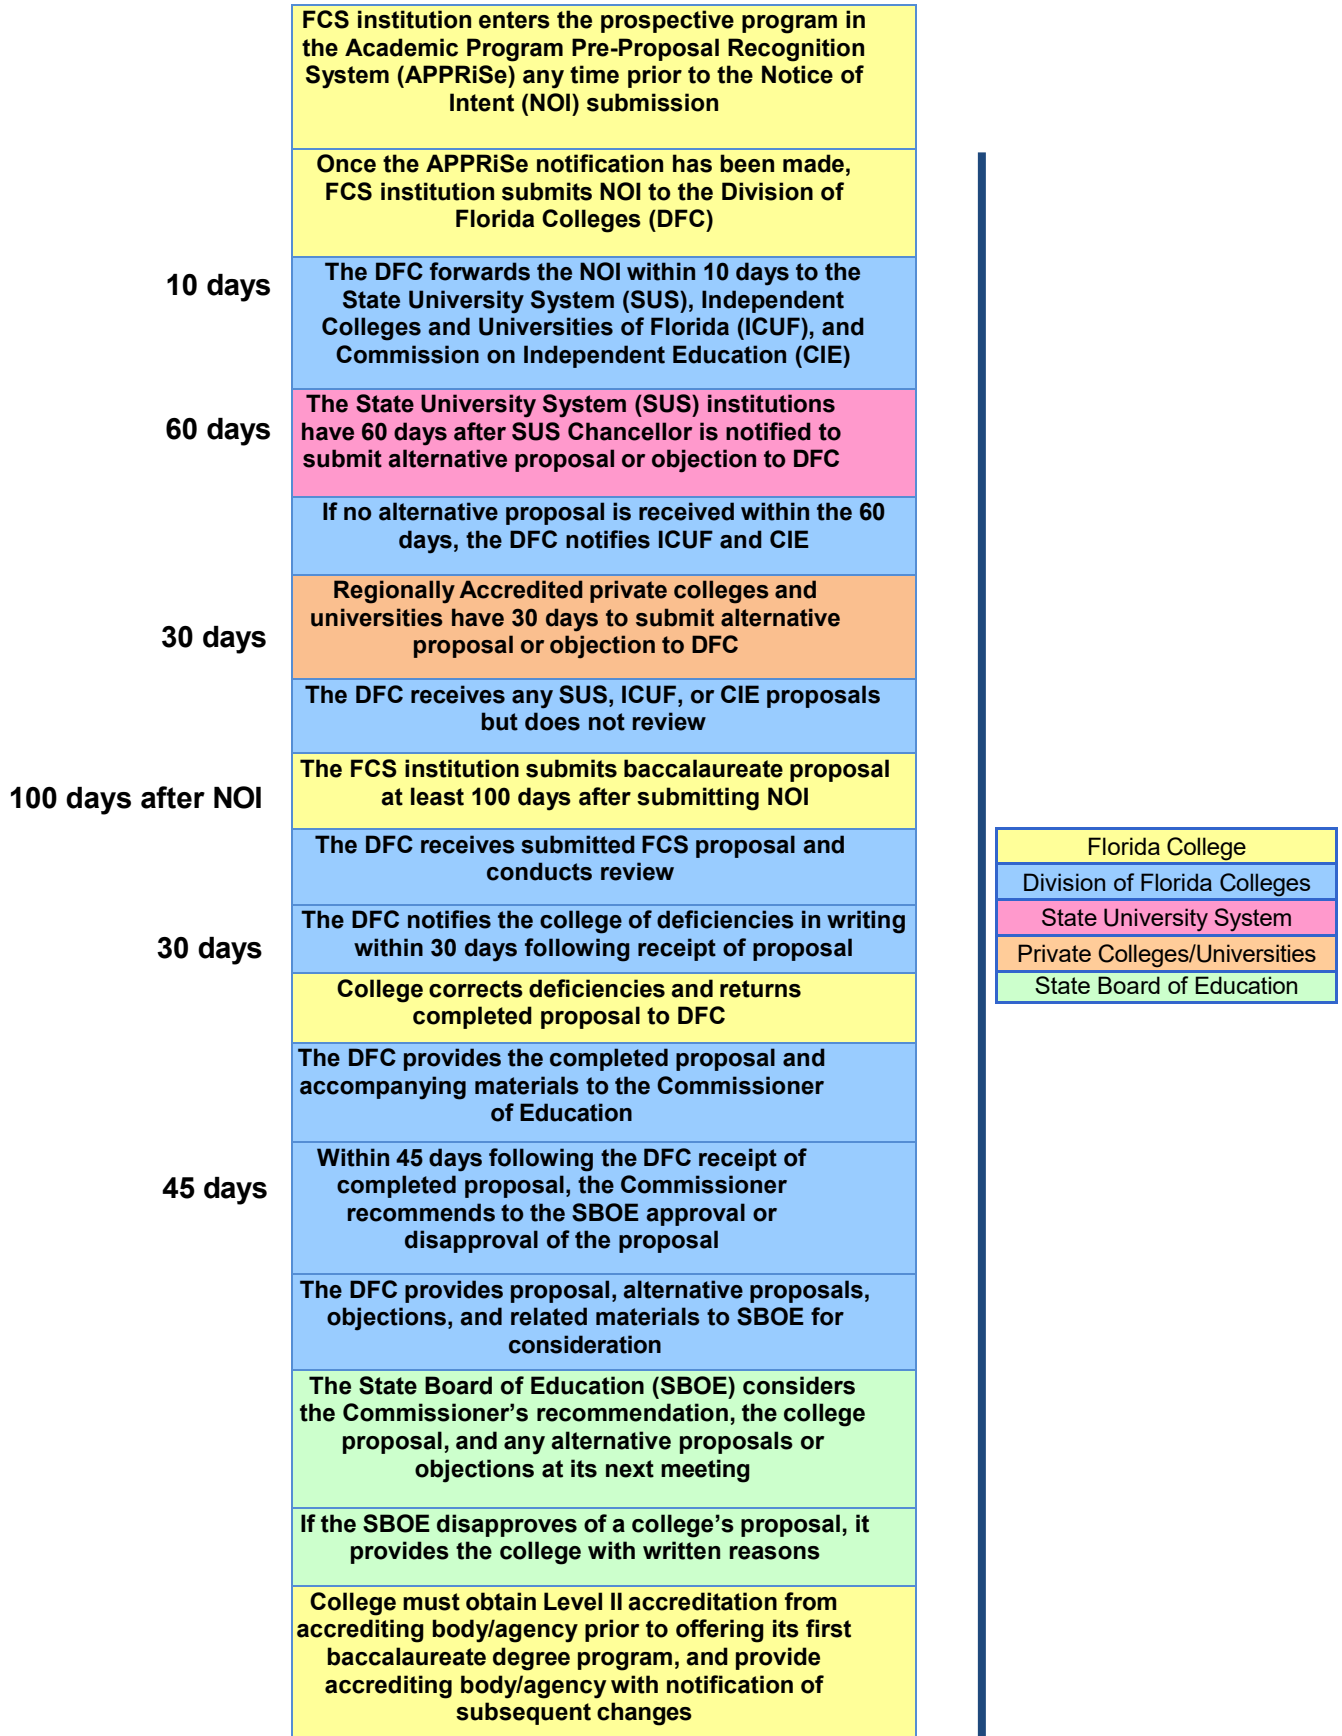 FCS institution enters the prospective program in
the Academic Program Pre-Proposal Recognition
System (APPRiSe) any time prior to the Notice of
Intent (NOI) submission
Once the APPRiSe notification has been made,
FCS institution submits NOI to the Division of
Florida Colleges (DFC)
10 days
The DFC forwards the NOI within 10 days to the
State University System (SUS), Independent
Colleges and Universities of Florida (ICUF), and
Commission on Independent Education (CIE)
60 days
The State University System (SUS) institutions
have 60 days after SUS Chancellor is notified to
submit alternative proposal or objection to DFC
If no alternative proposal is received within the 60
days, the DFC notifies ICUF and CIE
30 days
Regionally Accredited private colleges and
universities have 30 days to submit alternative
proposal or objection to DFC
The DFC receives any SUS, ICUF, or CIE proposals
but does not review
100 days after NOI
The FCS institution submits baccalaureate proposal
at least 100 days after submitting NOI
The DFC receives submitted FCS proposal and
conducts review
30 days
The DFC notifies the college of deficiencies in writing
within 30 days following receipt of proposal
College corrects deficiencies and returns
completed proposal to DFC
The DFC provides the completed proposal and
accompanying materials to the Commissioner
of Education
45 days
Within 45 days following the DFC receipt of
completed proposal, the Commissioner
recommends to the SBOE approval or
disapproval of the proposal
The DFC provides proposal, alternative proposals,
objections, and related materials to SBOE for
consideration
The State Board of Education (SBOE) considers
the Commissioner’s recommendation, the college
proposal, and any alternative proposals or
objections at its next meeting
If the SBOE disapproves of a college’s proposal, it
provides the college with written reasons
College must obtain Level II accreditation from
accrediting body/agency prior to offering its first
baccalaureate degree program, and provide
accrediting body/agency with notification of
subsequent changes
Florida College
Division of Florida Colleges
State University System
Private Colleges/Universities
State Board of Education